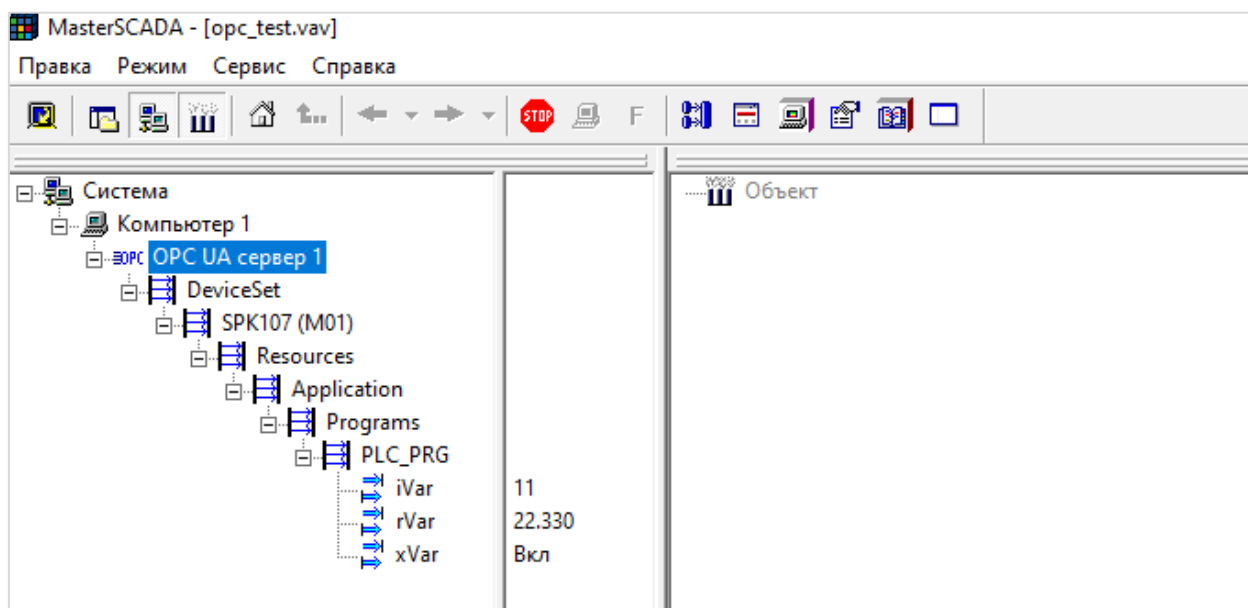 MasterSCADA - [opc_test.vav]
Правка Режим Сервис Справка
STOP F
Система Объект
Компьютер 1
OPC OPC UA сервер 1
DeviceSet
SPK107 (M01)
Resources
Application
Programs
PLC_PRG
iVar 11
rVar 22.330
xVar Вкл